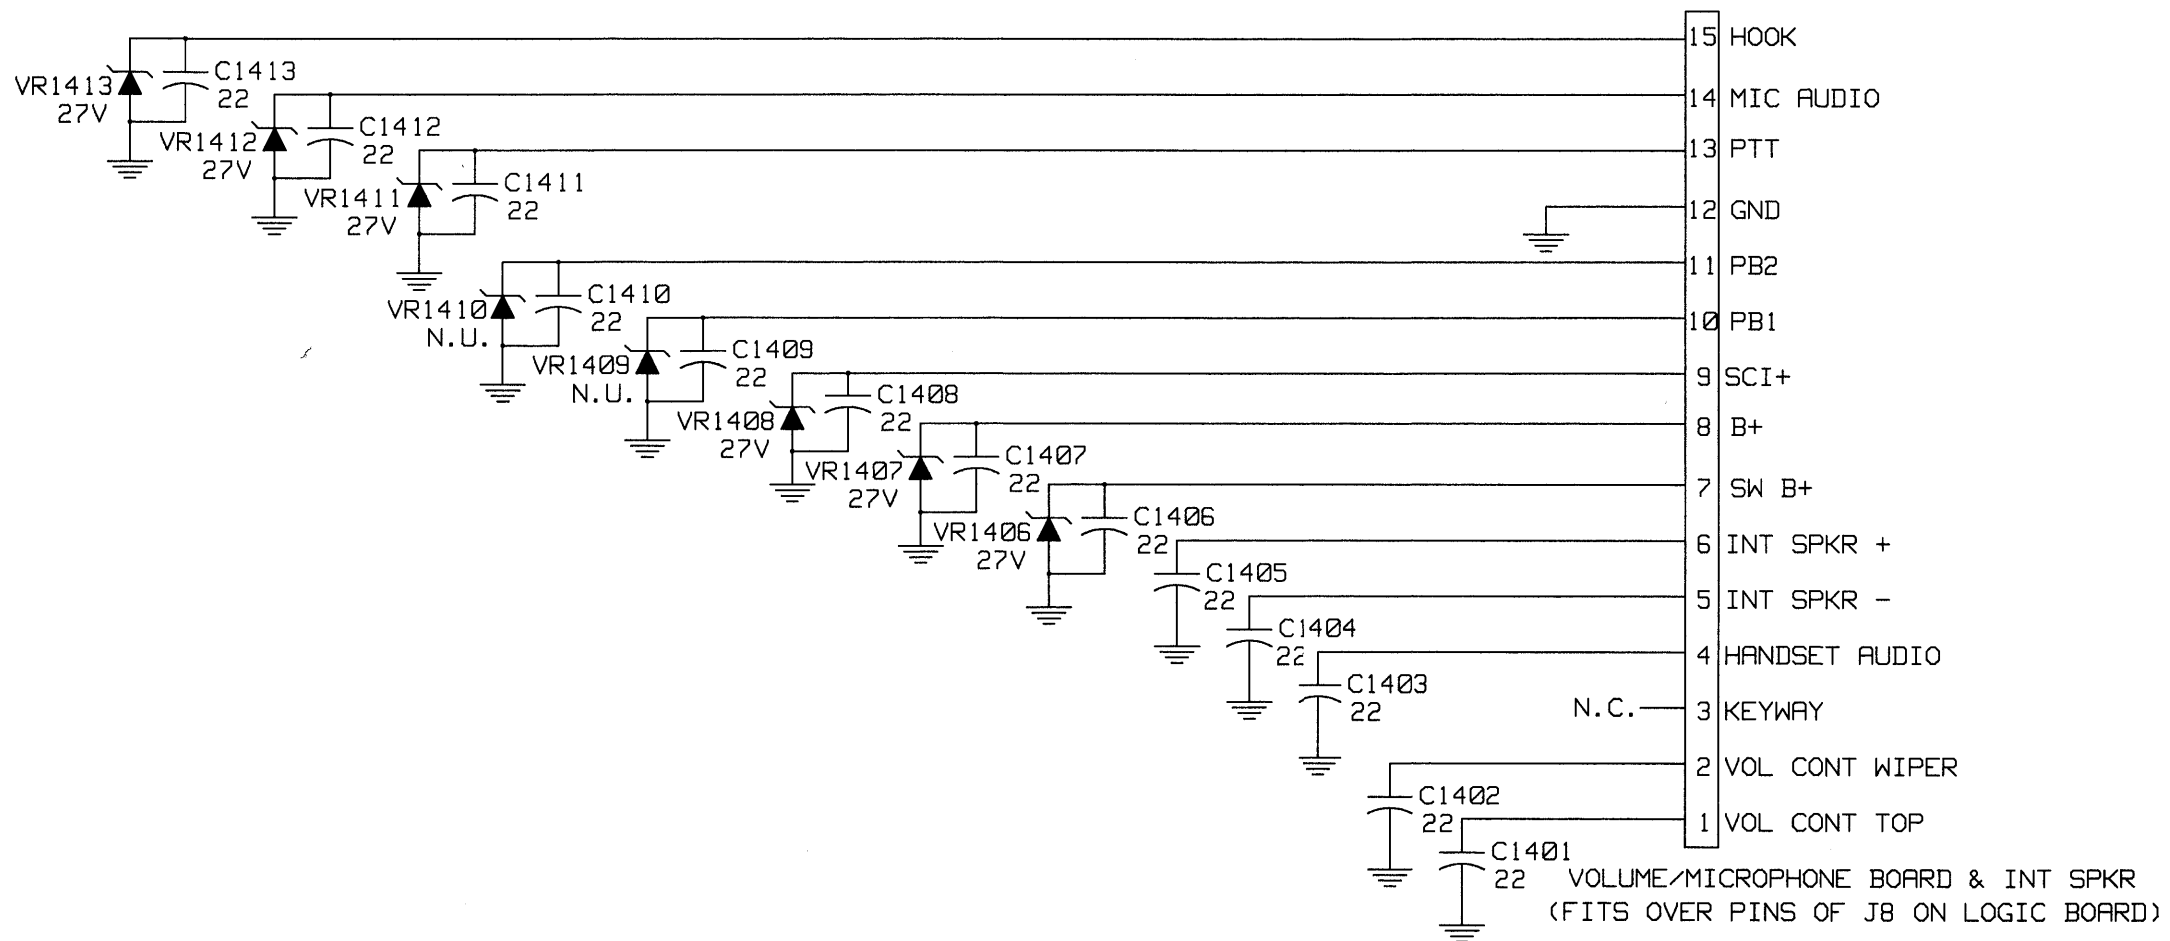 15 HOOK
VR1413
27V
C1413
22
14 MIC AUDIO
VR1412
27V
C1412
22
13 PTT
VR1411
27V
C1411
22
12 GND
11 PB2
VR1410
N.U.
C1410
22
10 PB1
VR1409
N.U.
C1409
22
9 SCI+
VR1408
27V
C1408
22
8 B+
VR1407
27V
C1407
22
7 SW B+
VR1406
27V
C1406
22
6 INT SPKR +
C1405
22
5 INT SPKR -
C1404
22
4 HANDSET AUDIO
C1403
22
N.C. 3 KEYWAY
2 VOL CONT WIPER
C1402
22
1 VOL CONT TOP
C1401
22
VOLUME/MICROPHONE BOARD & INT SPKR
(FITS OVER PINS OF J8 ON LOGIC BOARD)